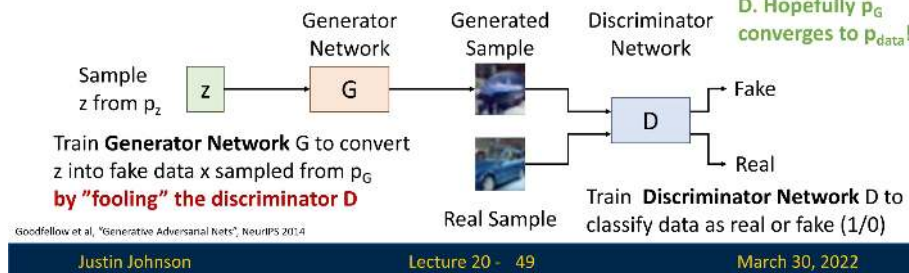 D. Hopefully pG
converges to pdata!
Generator
Network
Generated
Sample
Discriminator
Network
Sample
z from pz
z
G
D
Fake
Real
Train Generator Network G to convert
z into fake data x sampled from pG
by "fooling" the discriminator D
Real Sample
Train Discriminator Network D to
classify data as real or fake (1/0)
Goodfellow et al, "Generative Adversarial Nets", NeurIPS 2014
Justin Johnson
Lecture 20 - 49
March 30, 2022